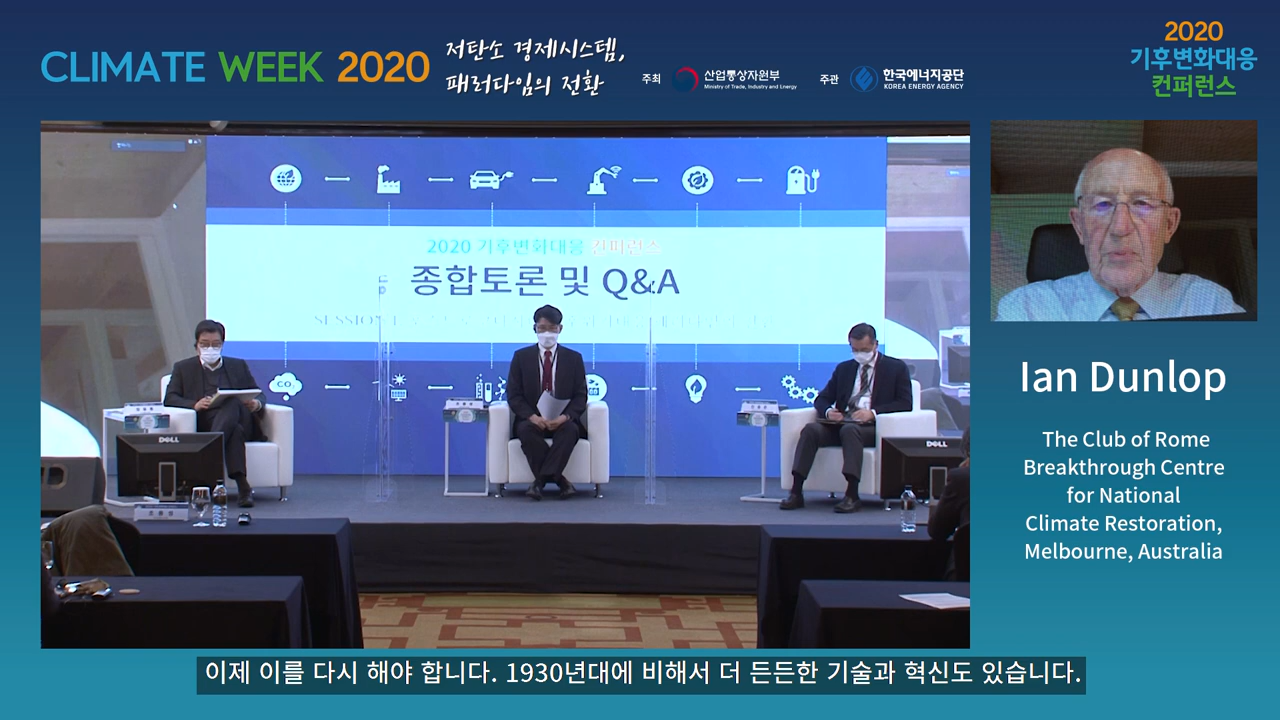 CLIMATE WEEK 2020
저탄소 경제시스템,
패러다임의 전환
주최
산업통상자원부
Ministry of Trade, Industry and Energy
주관
한국에너지공단
KOREA ENERGY AGENCY
2020
기후변화대응
컨퍼런스
2020 기후변화대응 컨퍼런스
종합토론 및 Q&A
SESSION
CO₂
DELL
DELL
Ian Dunlop
The Club of Rome
Breakthrough Centre
for National
Climate Restoration,
Melbourne, Australia
이제 이를 다시 해야 합니다. 1930년대에 비해서 더 든든한 기술과 혁신도 있습니다.